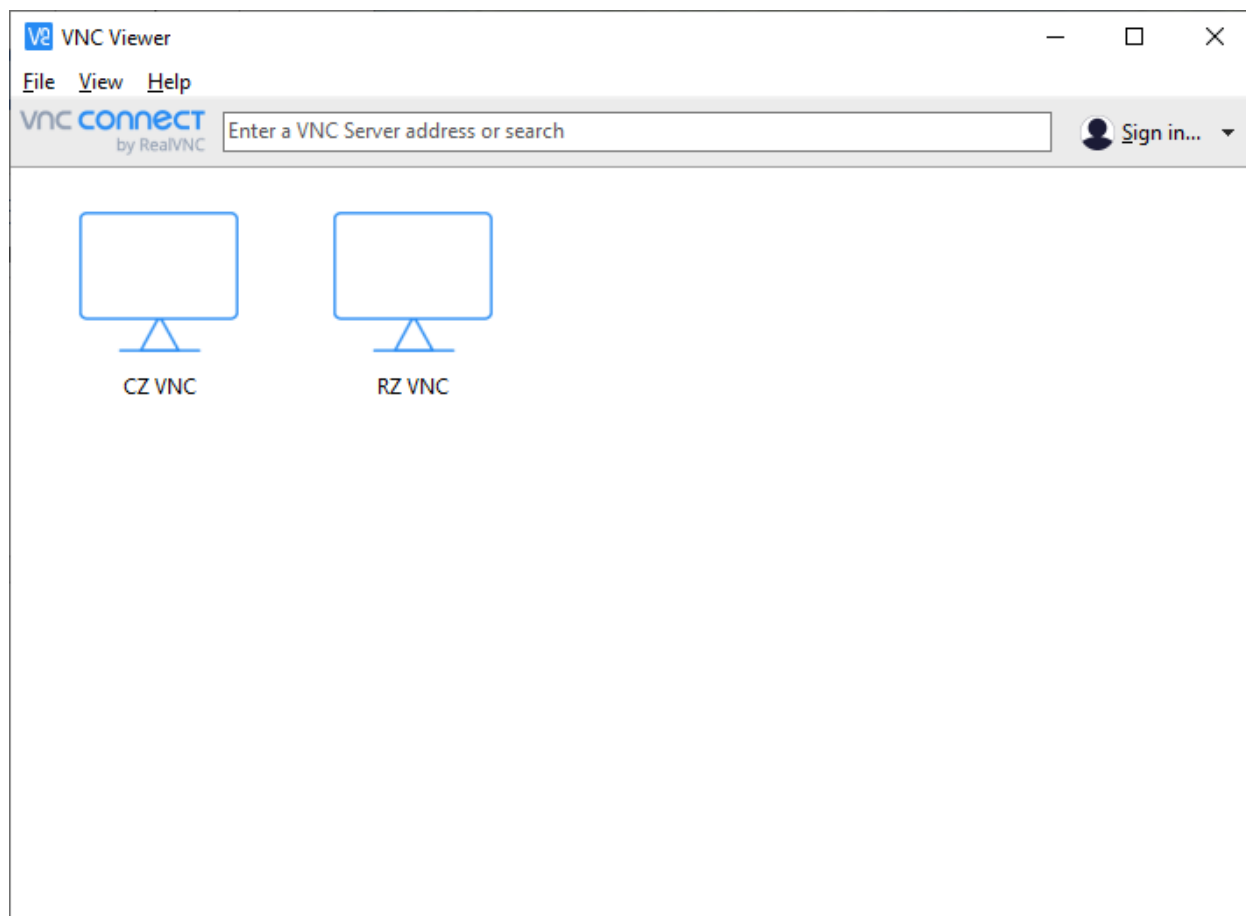 VNC Viewer
File View Help
vnc connect
by RealVNC
Enter a VNC Server address or search
Sign in...
CZ VNC
RZ VNC